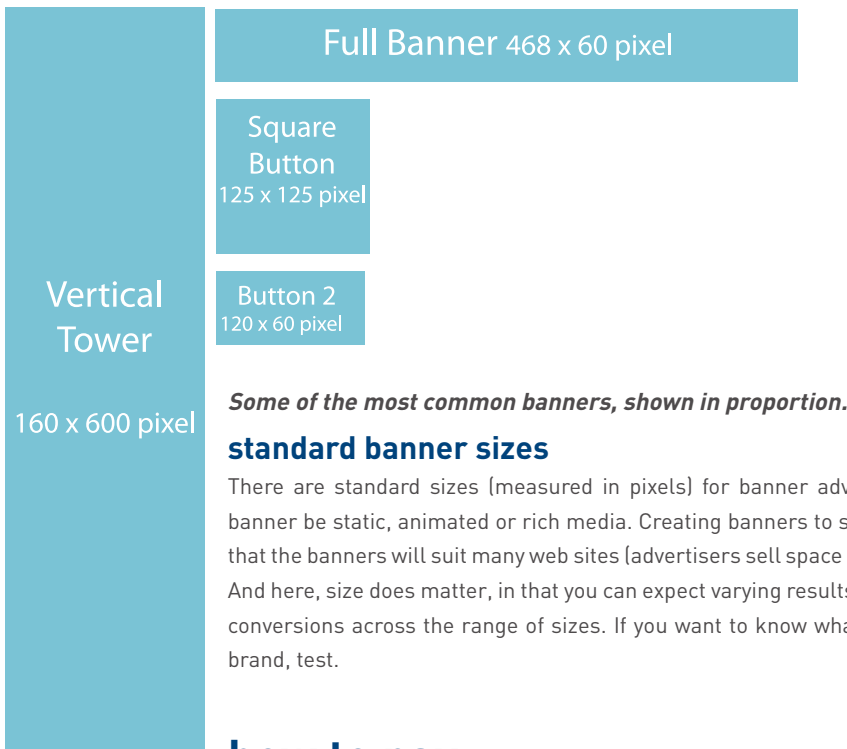 Full Banner 468 x 60 pixel
Square
Button
125 x 125 pixel
Button 2
120 x 60 pixel
Vertical
Tower
160 x 600 pixel
Some of the most common banners, shown in proportion.
standard banner sizes
There are standard sizes (measured in pixels) for banner
banner be static, animated or rich media. Creating banners to
that the banners will suit many web sites (advertisers sell space
And here, size does matter, in that you can expect varying results
conversions across the range of sizes. If you want to know
brand, test.